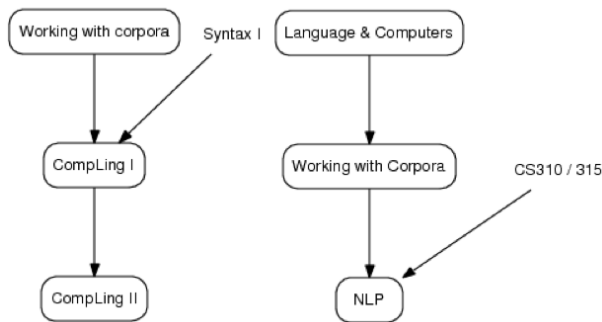 Working with corpora
Syntax I
Language & Computers
CompLing I
Working with Corpora
CS310 / 315
CompLing II
NLP